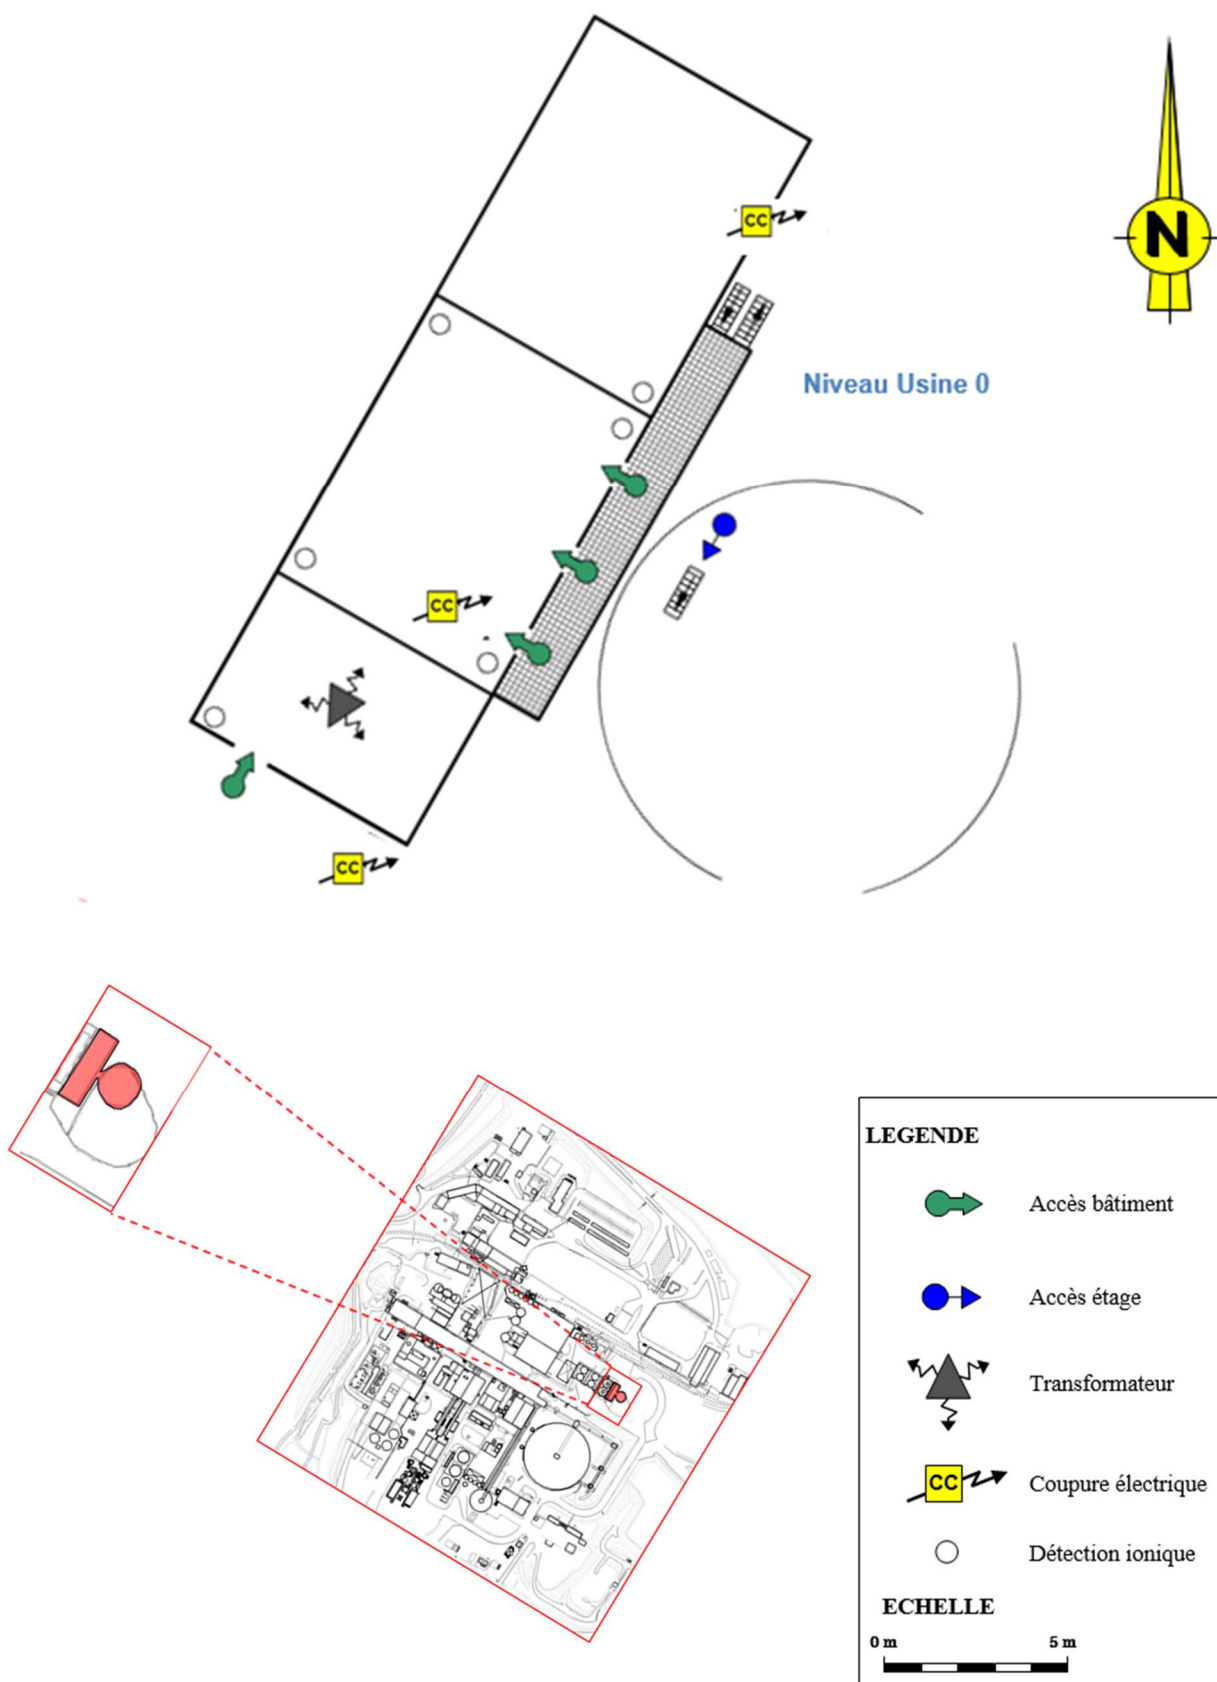 CC
N
Niveau Usine 0
CC
CC
LEGENDE
Accès bâtiment
Accès étage
Transformateur
CC Coupure électrique
Détection ionique
ECHELLE
0 m 5 m